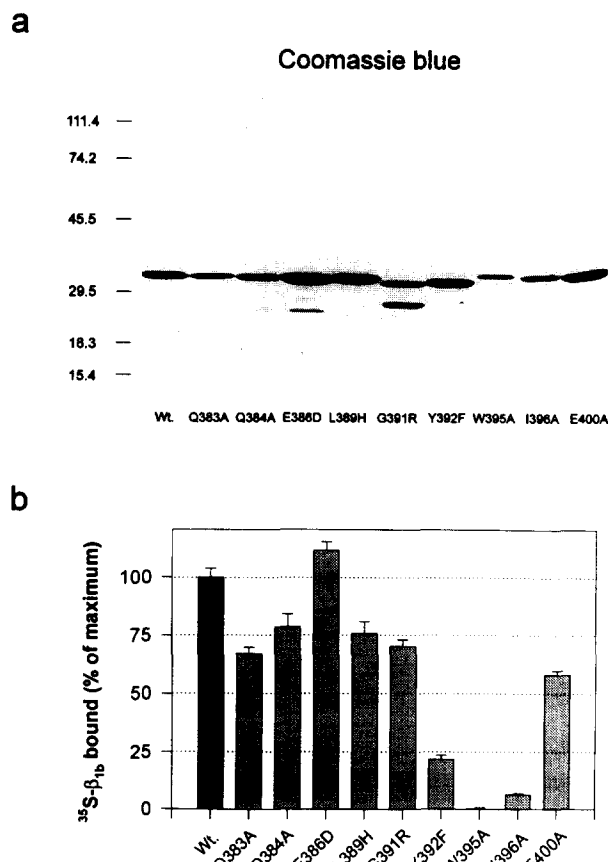 a
Coomassie blue
111.4
74.2
45.5
29.5
18.3
15.4
Wt. Q383A Q384A E386D L389H G391R Y392F W395A I396A E400A
b
³⁵S-β₁b bound (% of maximum)
100
75
50
25
0
Wt.